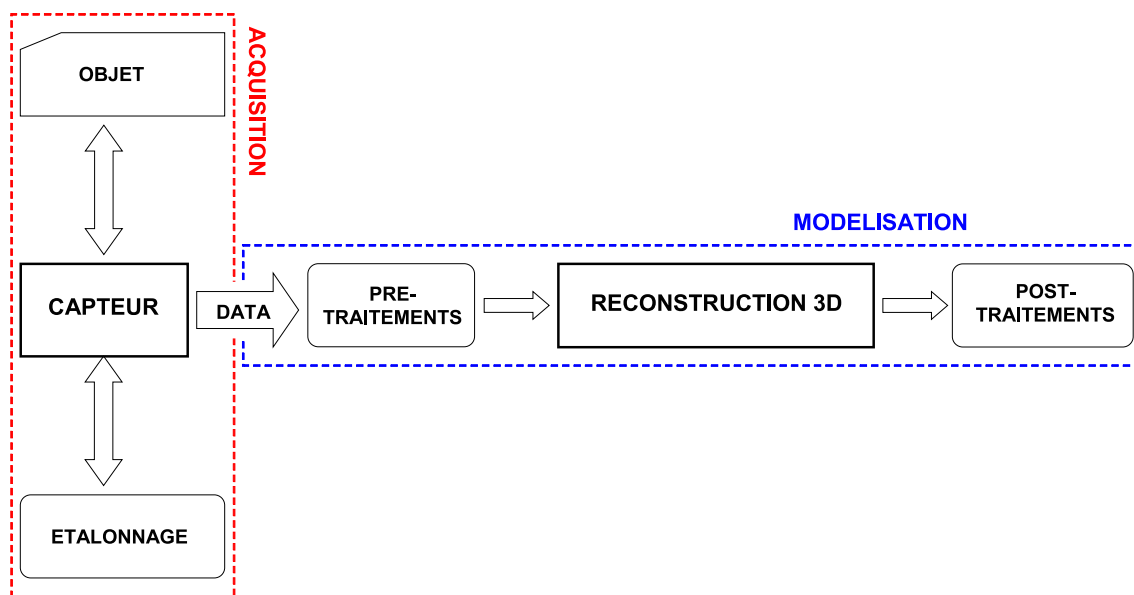 OBJET
ACQUISITION
MODELISATION
CAPTEUR
DATA
PRE-
TRAITEMENTS
RECONSTRUCTION 3D
POST-
TRAITEMENTS
ETALONNAGE